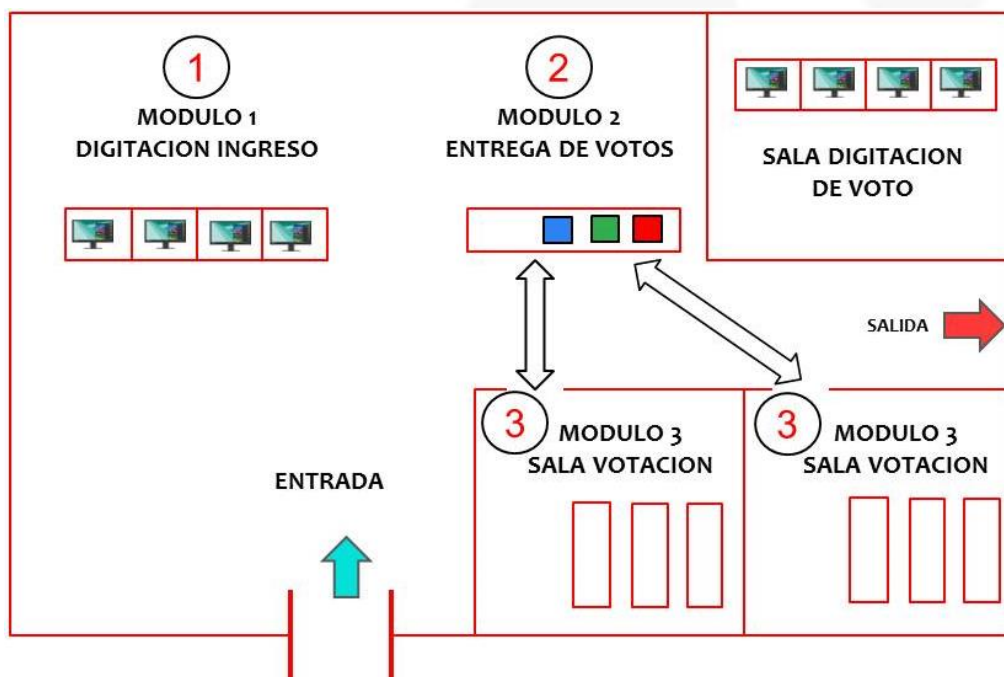 1
MODULO 1
DIGITACION INGRESO
2
MODULO 2
ENTREGA DE VOTOS
SALA DIGITACION
DE VOTO
SALIDA
3
MODULO 3
SALA VOTACION
3
MODULO 3
SALA VOTACION
ENTRADA